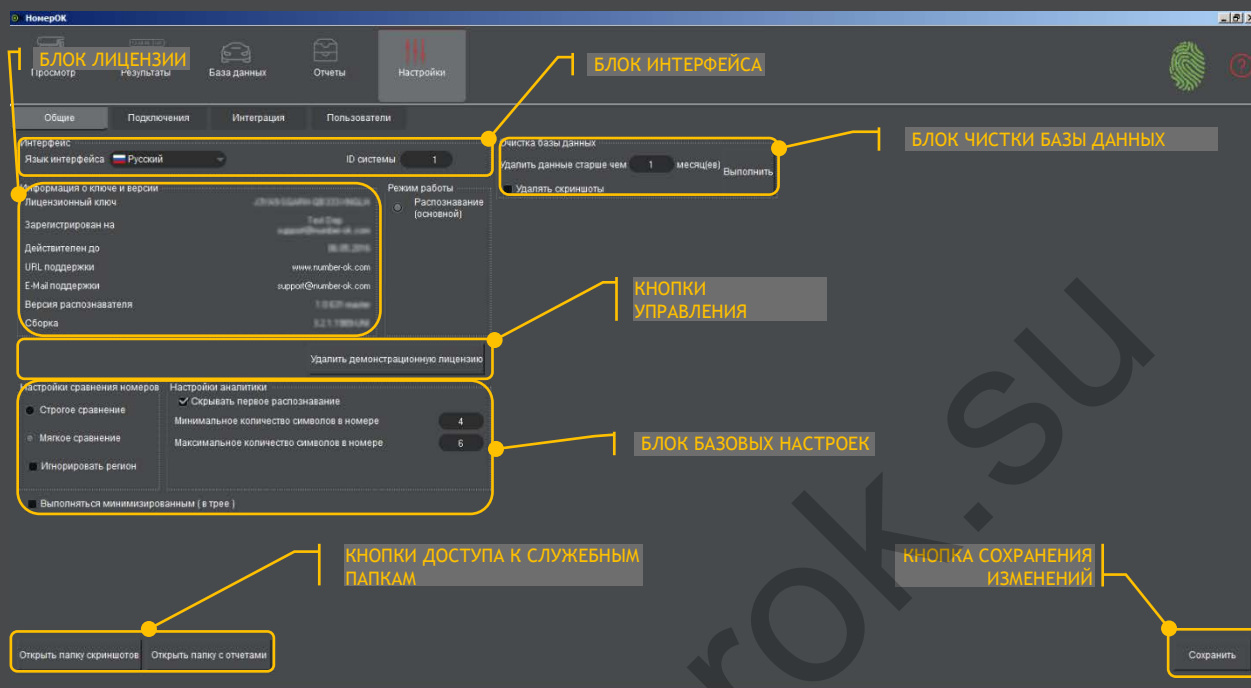 НомерОК
БЛОК ЛИЦЕНЗИИ
БЛОК ИНТЕРФЕЙСА
Просмотр
Результаты
База данных
Отчеты
Настройки
Общие
Подключения
Интеграция
Пользователи
БЛОК ЧИСТКИ БАЗЫ ДАННЫХ
Интерфейс
Язык интерфейса Русский
ID системы 1
Очистка базы данных
Удалить данные старше чем 1 месяц(ев) Выполнить
Удалять скриншоты
Информация о ключе и версии
Лицензионный ключ
Зарегистрирован на
support@number-ok.com
Действителен до
URL поддержки www.number-ok.com
E-Mail поддержки support@number-ok.com
Версия распознавателя
Сборка
Режим работы
Распознавание
(основной)
КНОПКИ
УПРАВЛЕНИЯ
Удалить демонстрационную лицензию
Настройки сравнения номеров
Строгое сравнение
Мягкое сравнение
Игнорировать регион
Настройки аналитики
Скрывать первое распознавание
Минимальное количество символов в номере 4
Максимальное количество символов в номере 6
БЛОК БАЗОВЫХ НАСТРОЕК
Выполняться минимизированным ( в трее )
КНОПКИ ДОСТУПА К СЛУЖЕБНЫМ
ПАПКАМ
КНОПКА СОХРАНЕНИЯ
ИЗМЕНЕНИЙ
Открыть папку скриншотов
Открыть папку с отчетами
Сохранить
rok.su